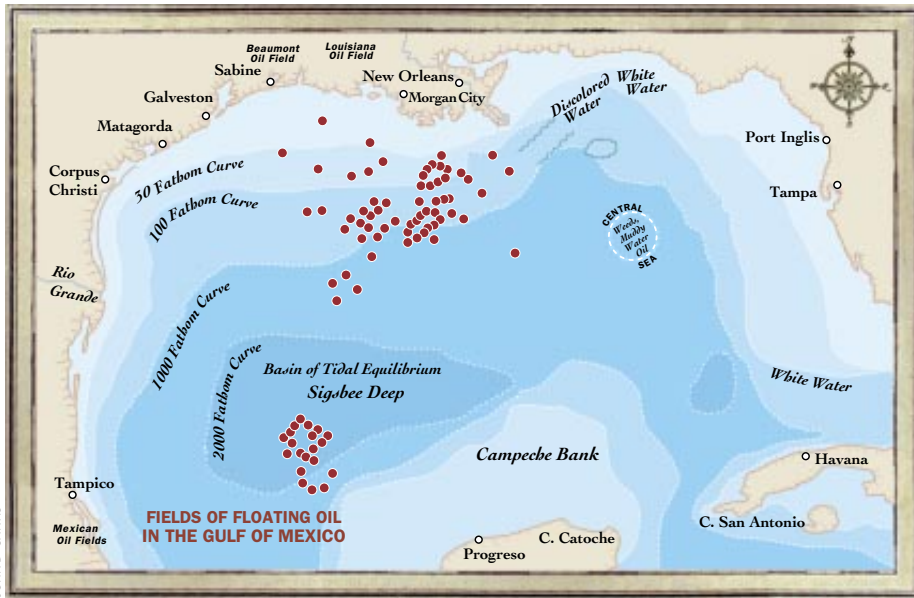 Beaumont
Oil Field
Louisiana
Oil Field
Sabine
New Orleans
Morgan City
Galveston
Matagorda
Corpus
Christi
30 Fathom Curve
100 Fathom Curve
Discolored
Water
White
Water
Port Inglis
Tampa
CENTRAL
Weeds,
Muddy
Water
Oil
SEA
Rio
Grande
1000 Fathom Curve
2000 Fathom Curve
Basin of Tidal Equilibrium
Sigsbee Deep
White Water
Campeche Bank
Havana
Tampico
C. San Antonio
FIELDS OF FLOATING OIL
IN THE GULF OF MEXICO
Mexican
Oil Fields
C. Catoche
Progreso